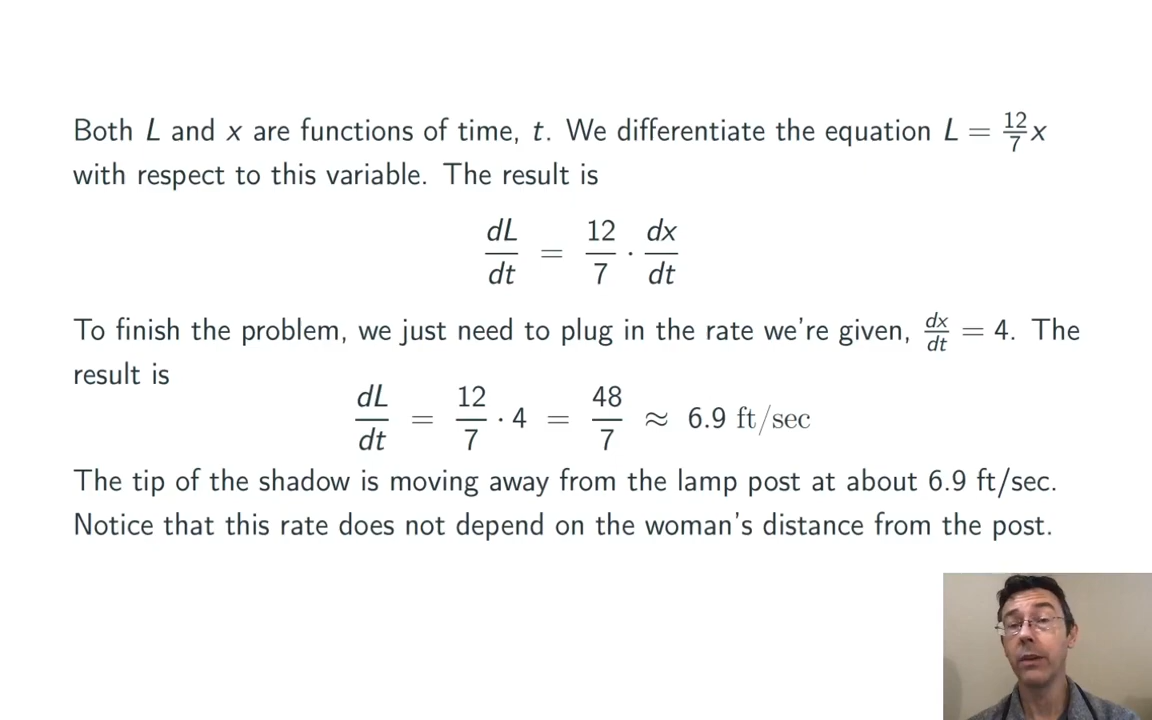 Both L and x are functions of time, t. We differentiate the equation L = 12/7 x
with respect to this variable. The result is
dL/dt = 12/7 · dx/dt
To finish the problem, we just need to plug in the rate we're given, dx/dt = 4. The
result is
dL/dt = 12/7 · 4 = 48/7 ≈ 6.9 ft/sec
The tip of the shadow is moving away from the lamp post at about 6.9 ft/sec.
Notice that this rate does not depend on the woman's distance from the post.